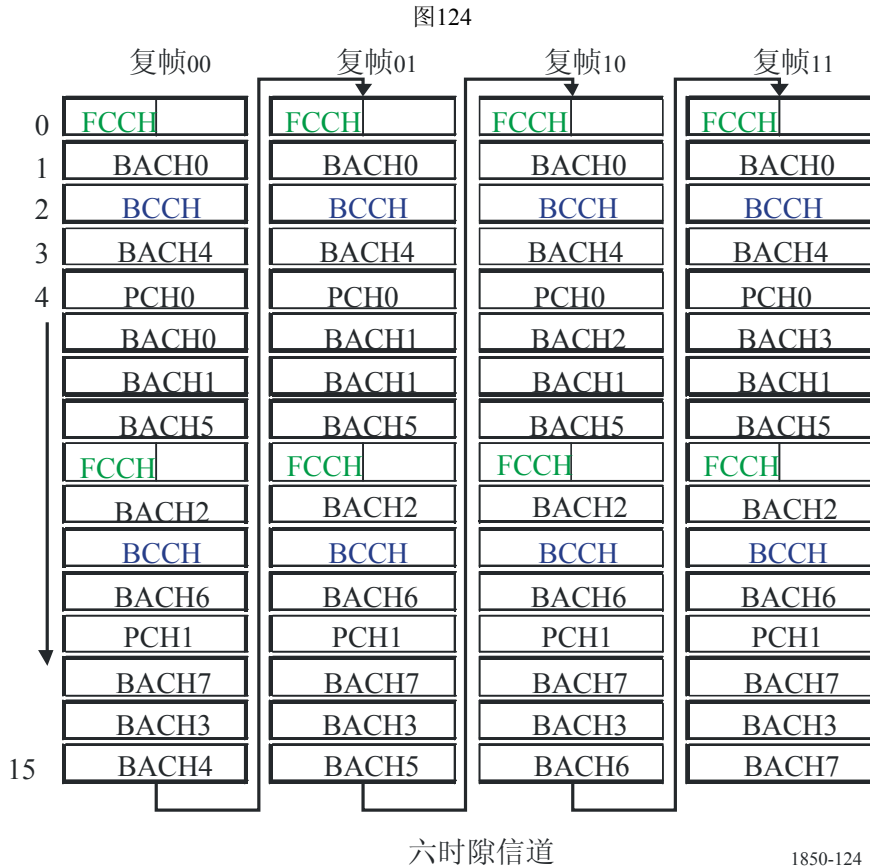 图124
复帧00 复帧01 复帧10 复帧11
0 FCCH FCCH FCCH FCCH
1 BACH0 BACH0 BACH0 BACH0
2 BCCH BCCH BCCH BCCH
3 BACH4 BACH4 BACH4 BACH4
4 PCH0 PCH0 PCH0 PCH0
BACH0 BACH1 BACH2 BACH3
BACH1 BACH1 BACH1 BACH1
BACH5 BACH5 BACH5 BACH5
FCCH FCCH FCCH FCCH
BACH2 BACH2 BACH2 BACH2
BCCH BCCH BCCH BCCH
BACH6 BACH6 BACH6 BACH6
PCH1 PCH1 PCH1 PCH1
BACH7 BACH7 BACH7 BACH7
BACH3 BACH3 BACH3 BACH3
15 BACH4 BACH5 BACH6 BACH7
六时隙信道
1850-124